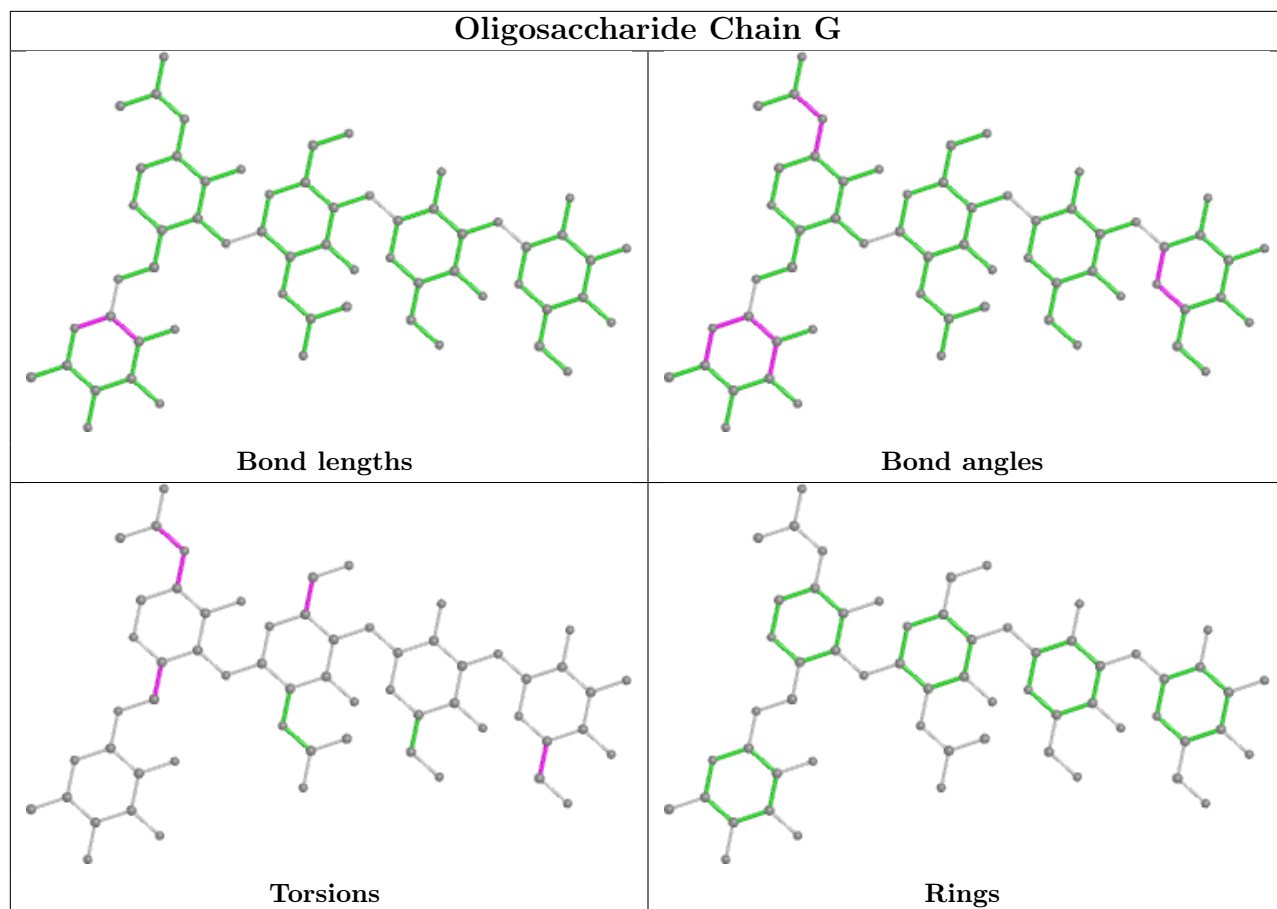 Oligosaccharide Chain G
Bond lengths
Bond angles
Torsions
Rings